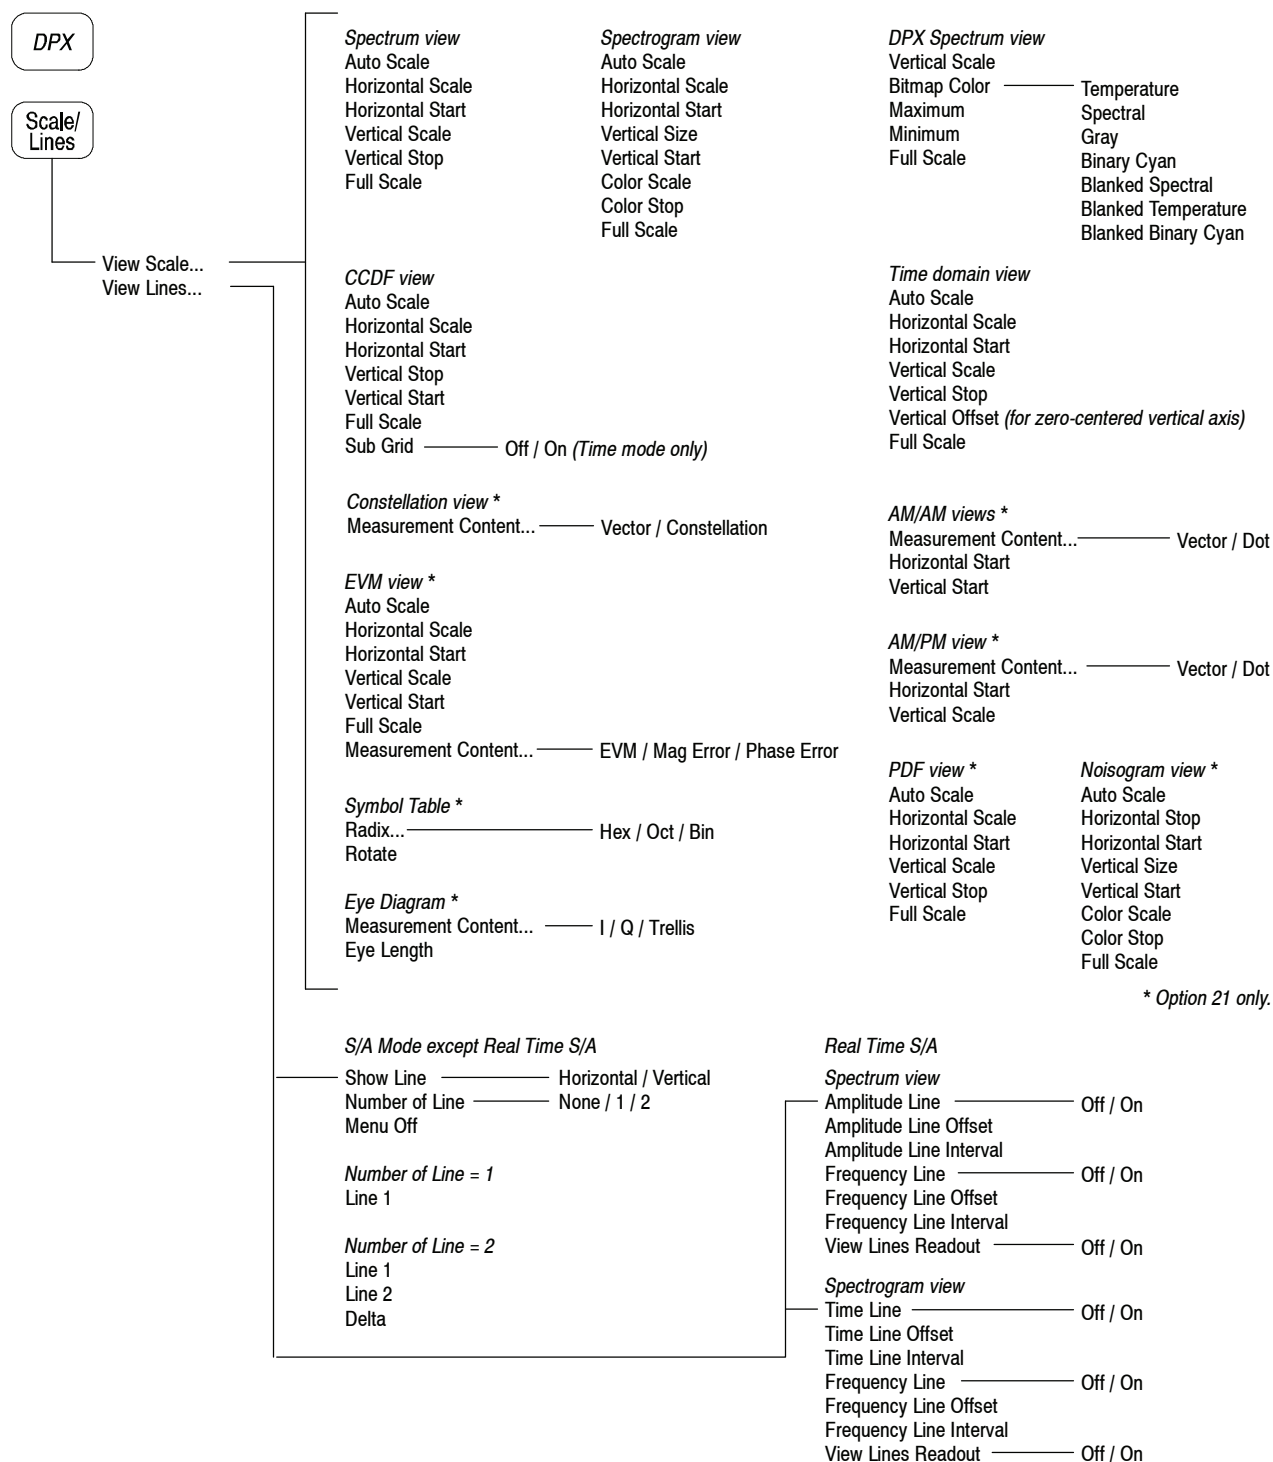 DPX
Scale/
Lines
View Scale...
View Lines...
Spectrum view
Auto Scale
Horizontal Scale
Horizontal Start
Vertical Scale
Vertical Stop
Full Scale
Spectrogram view
Auto Scale
Horizontal Scale
Horizontal Start
Vertical Size
Vertical Start
Color Scale
Color Stop
Full Scale
DPX Spectrum view
Vertical Scale
Bitmap Color
Maximum
Minimum
Full Scale
Temperature
Spectral
Gray
Binary Cyan
Blanked Spectral
Blanked Temperature
Blanked Binary Cyan
CCDF view
Auto Scale
Horizontal Scale
Horizontal Start
Vertical Stop
Vertical Start
Full Scale
Sub Grid Off / On (Time mode only)
Time domain view
Auto Scale
Horizontal Scale
Horizontal Start
Vertical Scale
Vertical Stop
Vertical Offset (for zero-centered vertical axis)
Full Scale
Constellation view *
Measurement Content... Vector / Constellation
AM/AM views *
Measurement Content... Vector / Dot
Horizontal Start
Vertical Start
EVM view *
Auto Scale
Horizontal Scale
Horizontal Start
Vertical Scale
Vertical Start
Full Scale
Measurement Content... EVM / Mag Error / Phase Error
AM/PM view *
Measurement Content... Vector / Dot
Horizontal Start
Vertical Scale
Symbol Table *
Radix... Hex / Oct / Bin
Rotate
Eye Diagram *
Measurement Content... I / Q / Trellis
Eye Length
PDF view *
Auto Scale
Horizontal Scale
Horizontal Start
Vertical Scale
Vertical Stop
Full Scale
Noisogram view *
Auto Scale
Horizontal Stop
Horizontal Start
Vertical Size
Vertical Start
Color Scale
Color Stop
Full Scale
* Option 21 only.
S/A Mode except Real Time S/A
Show Line Horizontal / Vertical
Number of Line None / 1 / 2
Menu Off
Number of Line = 1
Line 1
Number of Line = 2
Line 1
Line 2
Delta
Real Time S/A
Spectrum view
Amplitude Line Off / On
Amplitude Line Offset
Amplitude Line Interval
Frequency Line Off / On
Frequency Line Offset
Frequency Line Interval
View Lines Readout Off / On
Spectrogram view
Time Line Off / On
Time Line Offset
Time Line Interval
Frequency Line Off / On
Frequency Line Offset
Frequency Line Interval
View Lines Readout Off / On